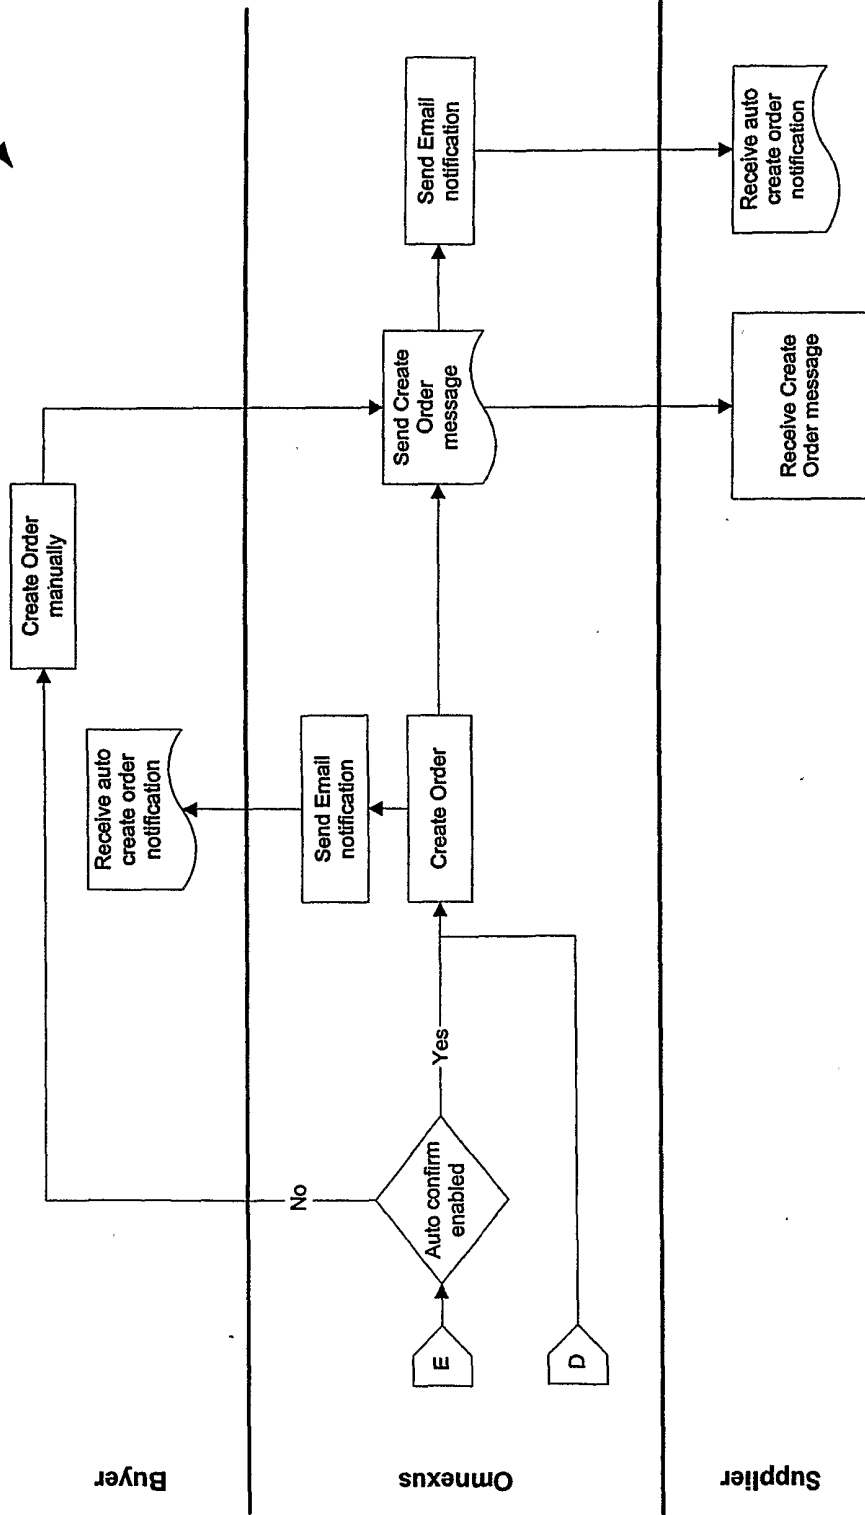 Buyer
Create Order
manually
Receive auto
create order
notification
Omnexus
E
D
Auto confirm
enabled
No
Yes
Send Email
notification
Create Order
Send Create
Order
message
Send Email
notification
Supplier
Receive Create
Order message
Receive auto
create order
notification